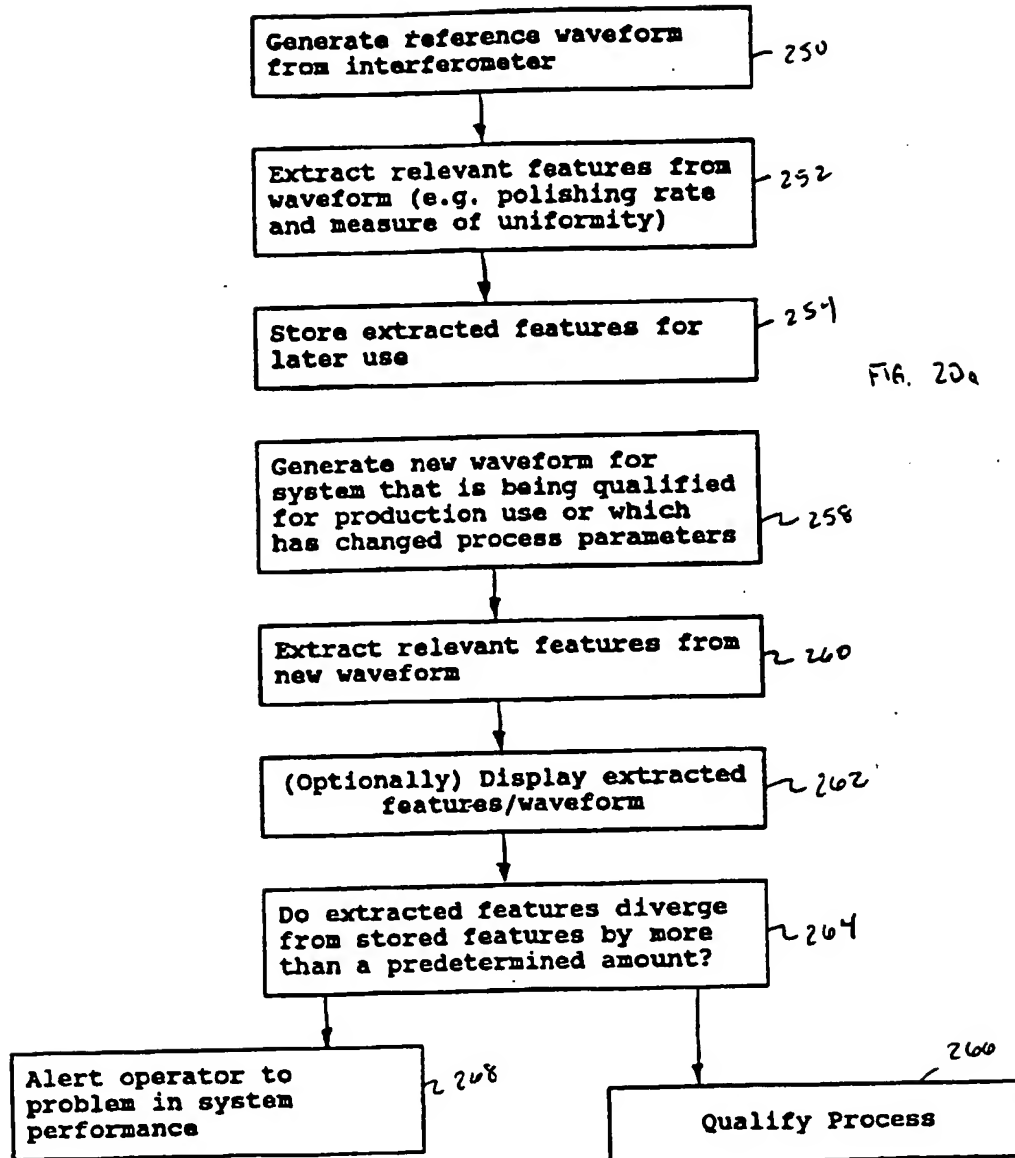 Generate reference waveform
from interferometer
250
Extract relevant features from
waveform (e.g. polishing rate
and measure of uniformity)
252
Store extracted features for
later use
254
FIG. 20a
Generate new waveform for
system that is being qualified
for production use or which
has changed process parameters
258
Extract relevant features from
new waveform
260
(Optionally) Display extracted
features/waveform
262
Do extracted features diverge
from stored features by more
than a predetermined amount?
264
Alert operator to
problem in system
performance
268
266
Qualify Process